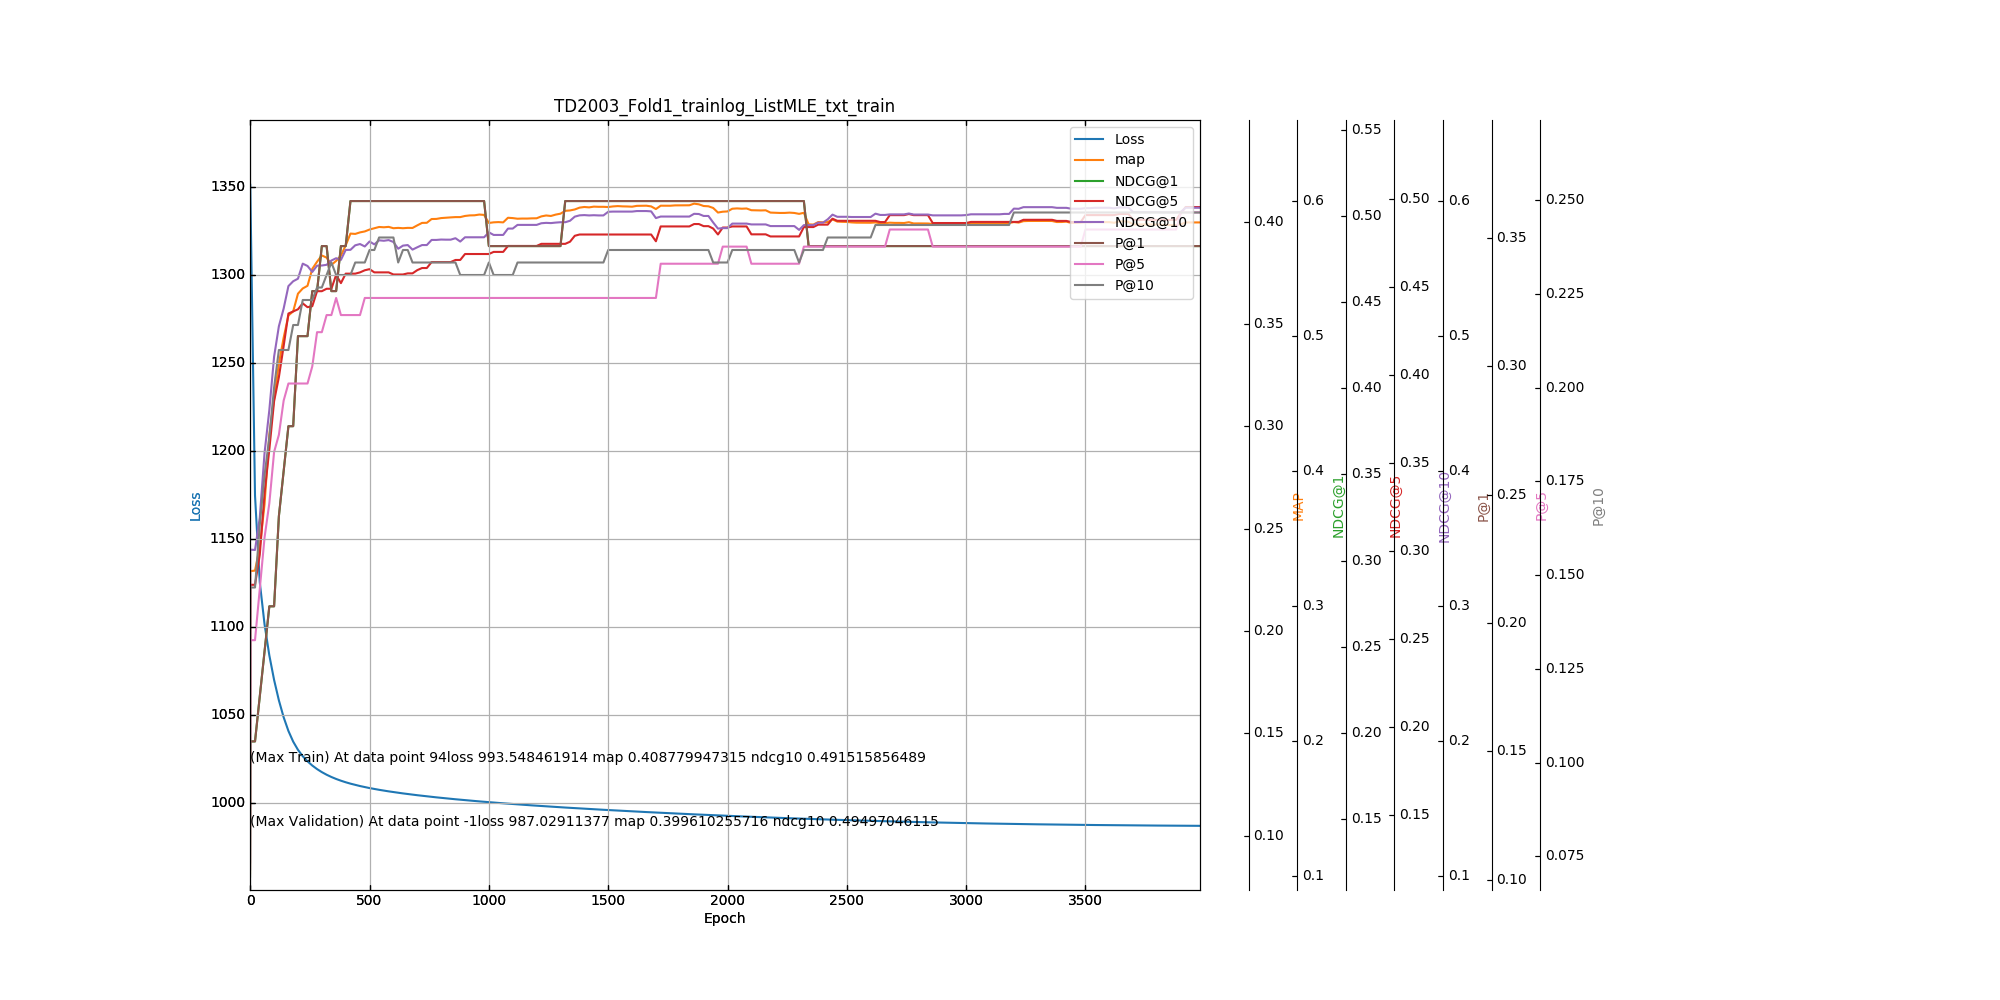 TD2003_Fold1_trainlog_ListMLE_txt_train
Loss
map
NDCG@1
NDCG@5
NDCG@10
P@1
P@5
P@10
1350
1300
1250
1200
1150
1100
1050
1000
Loss
(Max Train) At data point 94loss 993.548461914 map 0.408779947315 ndcg10 0.491515856489
(Max Validation) At data point -1loss 987.02911377 map 0.399610255716 ndcg10 0.49497046115
0 500 1000 1500 2000 2500 3000 3500
Epoch
0.40
0.35
0.30
0.25
0.20
0.15
0.10
MAP
0.6
0.5
0.4
0.3
0.2
0.1
NDCG@1
0.55
0.50
0.45
0.40
0.35
0.30
0.25
0.20
0.15
NDCG@5
0.50
0.45
0.40
0.35
0.30
0.25
0.20
0.15
NDCG@10
0.6
0.5
0.4
0.3
0.2
0.1
P@1
0.35
0.30
0.25
0.20
0.15
0.10
P@5
0.250
0.225
0.200
0.175
0.150
0.125
0.100
0.075
P@10